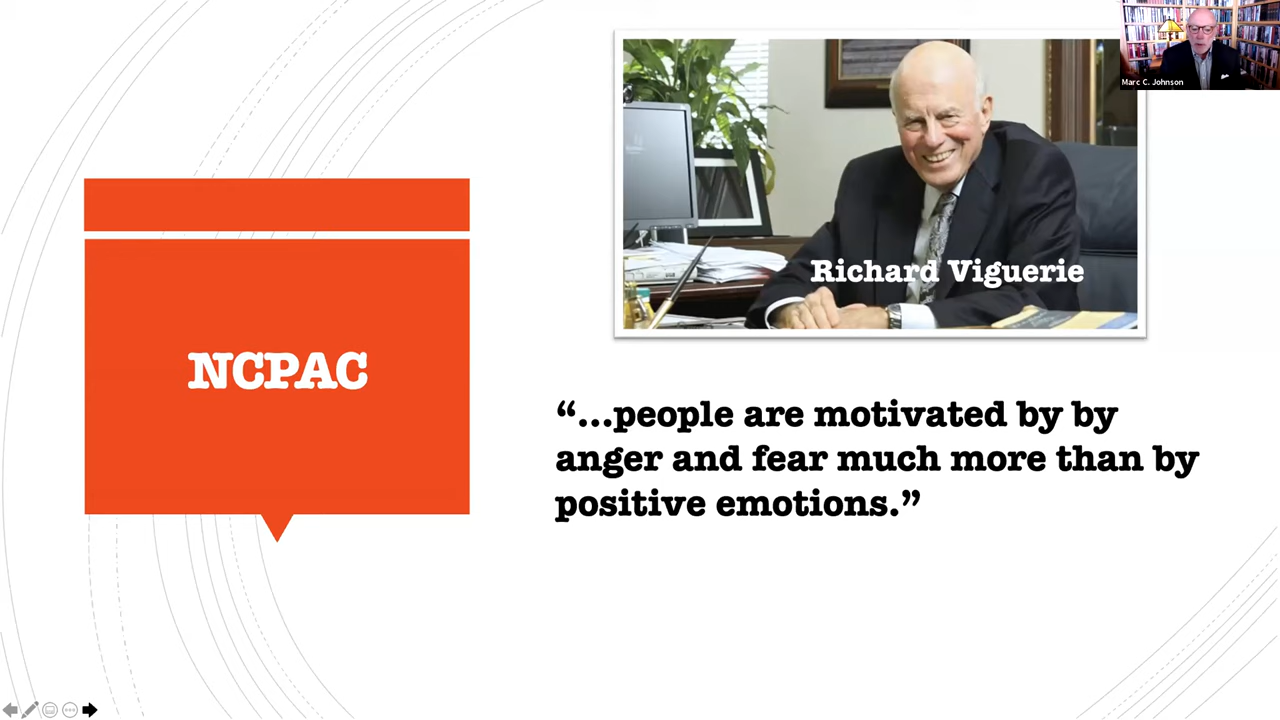 Marc C. Johnson
Richard Viguerie
NCPAC
“...people are motivated by by
anger and fear much more than by
positive emotions.”